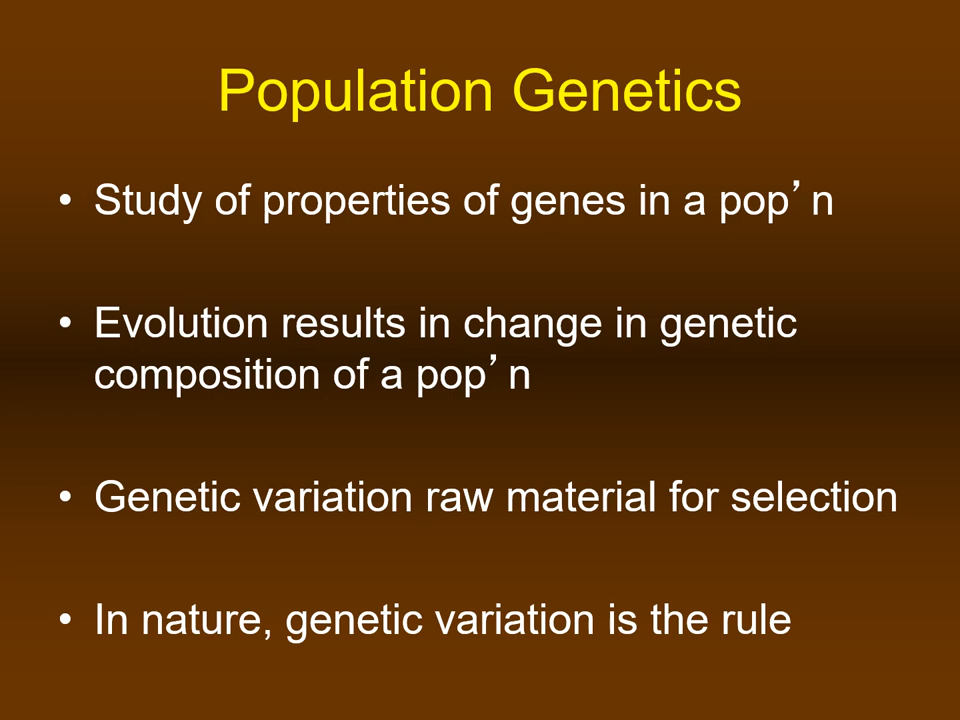 Population Genetics
• Study of properties of genes in a pop’n
• Evolution results in change in genetic
composition of a pop’n
• Genetic variation raw material for selection
• In nature, genetic variation is the rule